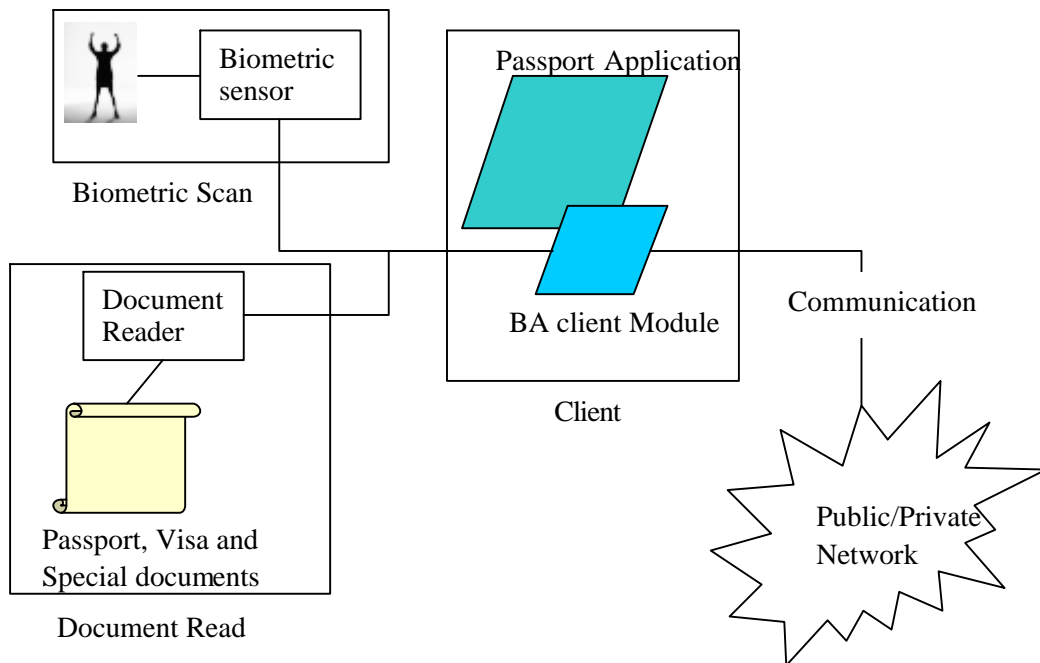 Biometric
sensor
Biometric Scan
Passport Application
BA client Module
Client
Document
Reader
Passport, Visa and
Special documents
Document Read
Communication
Public/Private
Network